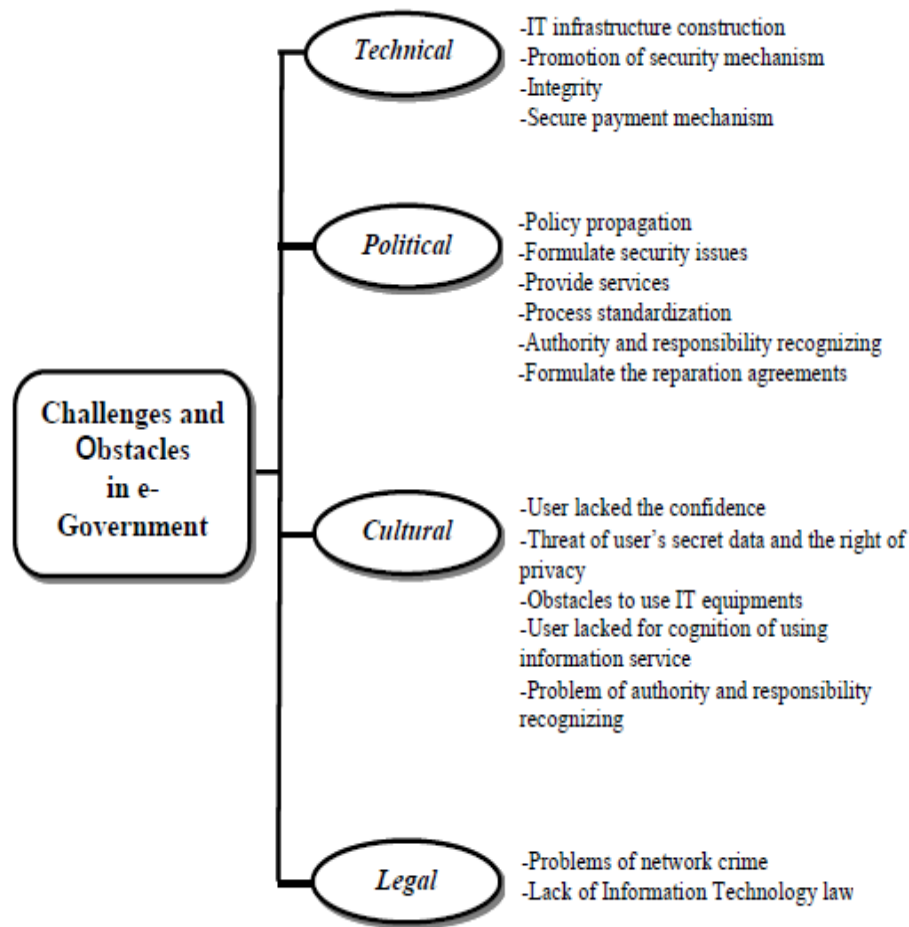 Technical
-IT infrastructure construction
-Promotion of security mechanism
-Integrity
-Secure payment mechanism
Political
-Policy propagation
-Formulate security issues
-Provide services
-Process standardization
-Authority and responsibility recognizing
-Formulate the reparation agreements
Challenges and
Obstacles
in e-
Government
Cultural
-User lacked the confidence
-Threat of user's secret data and the right of
privacy
-Obstacles to use IT equipments
-User lacked for cognition of using
information service
-Problem of authority and responsibility
recognizing
Legal
-Problems of network crime
-Lack of Information Technology law